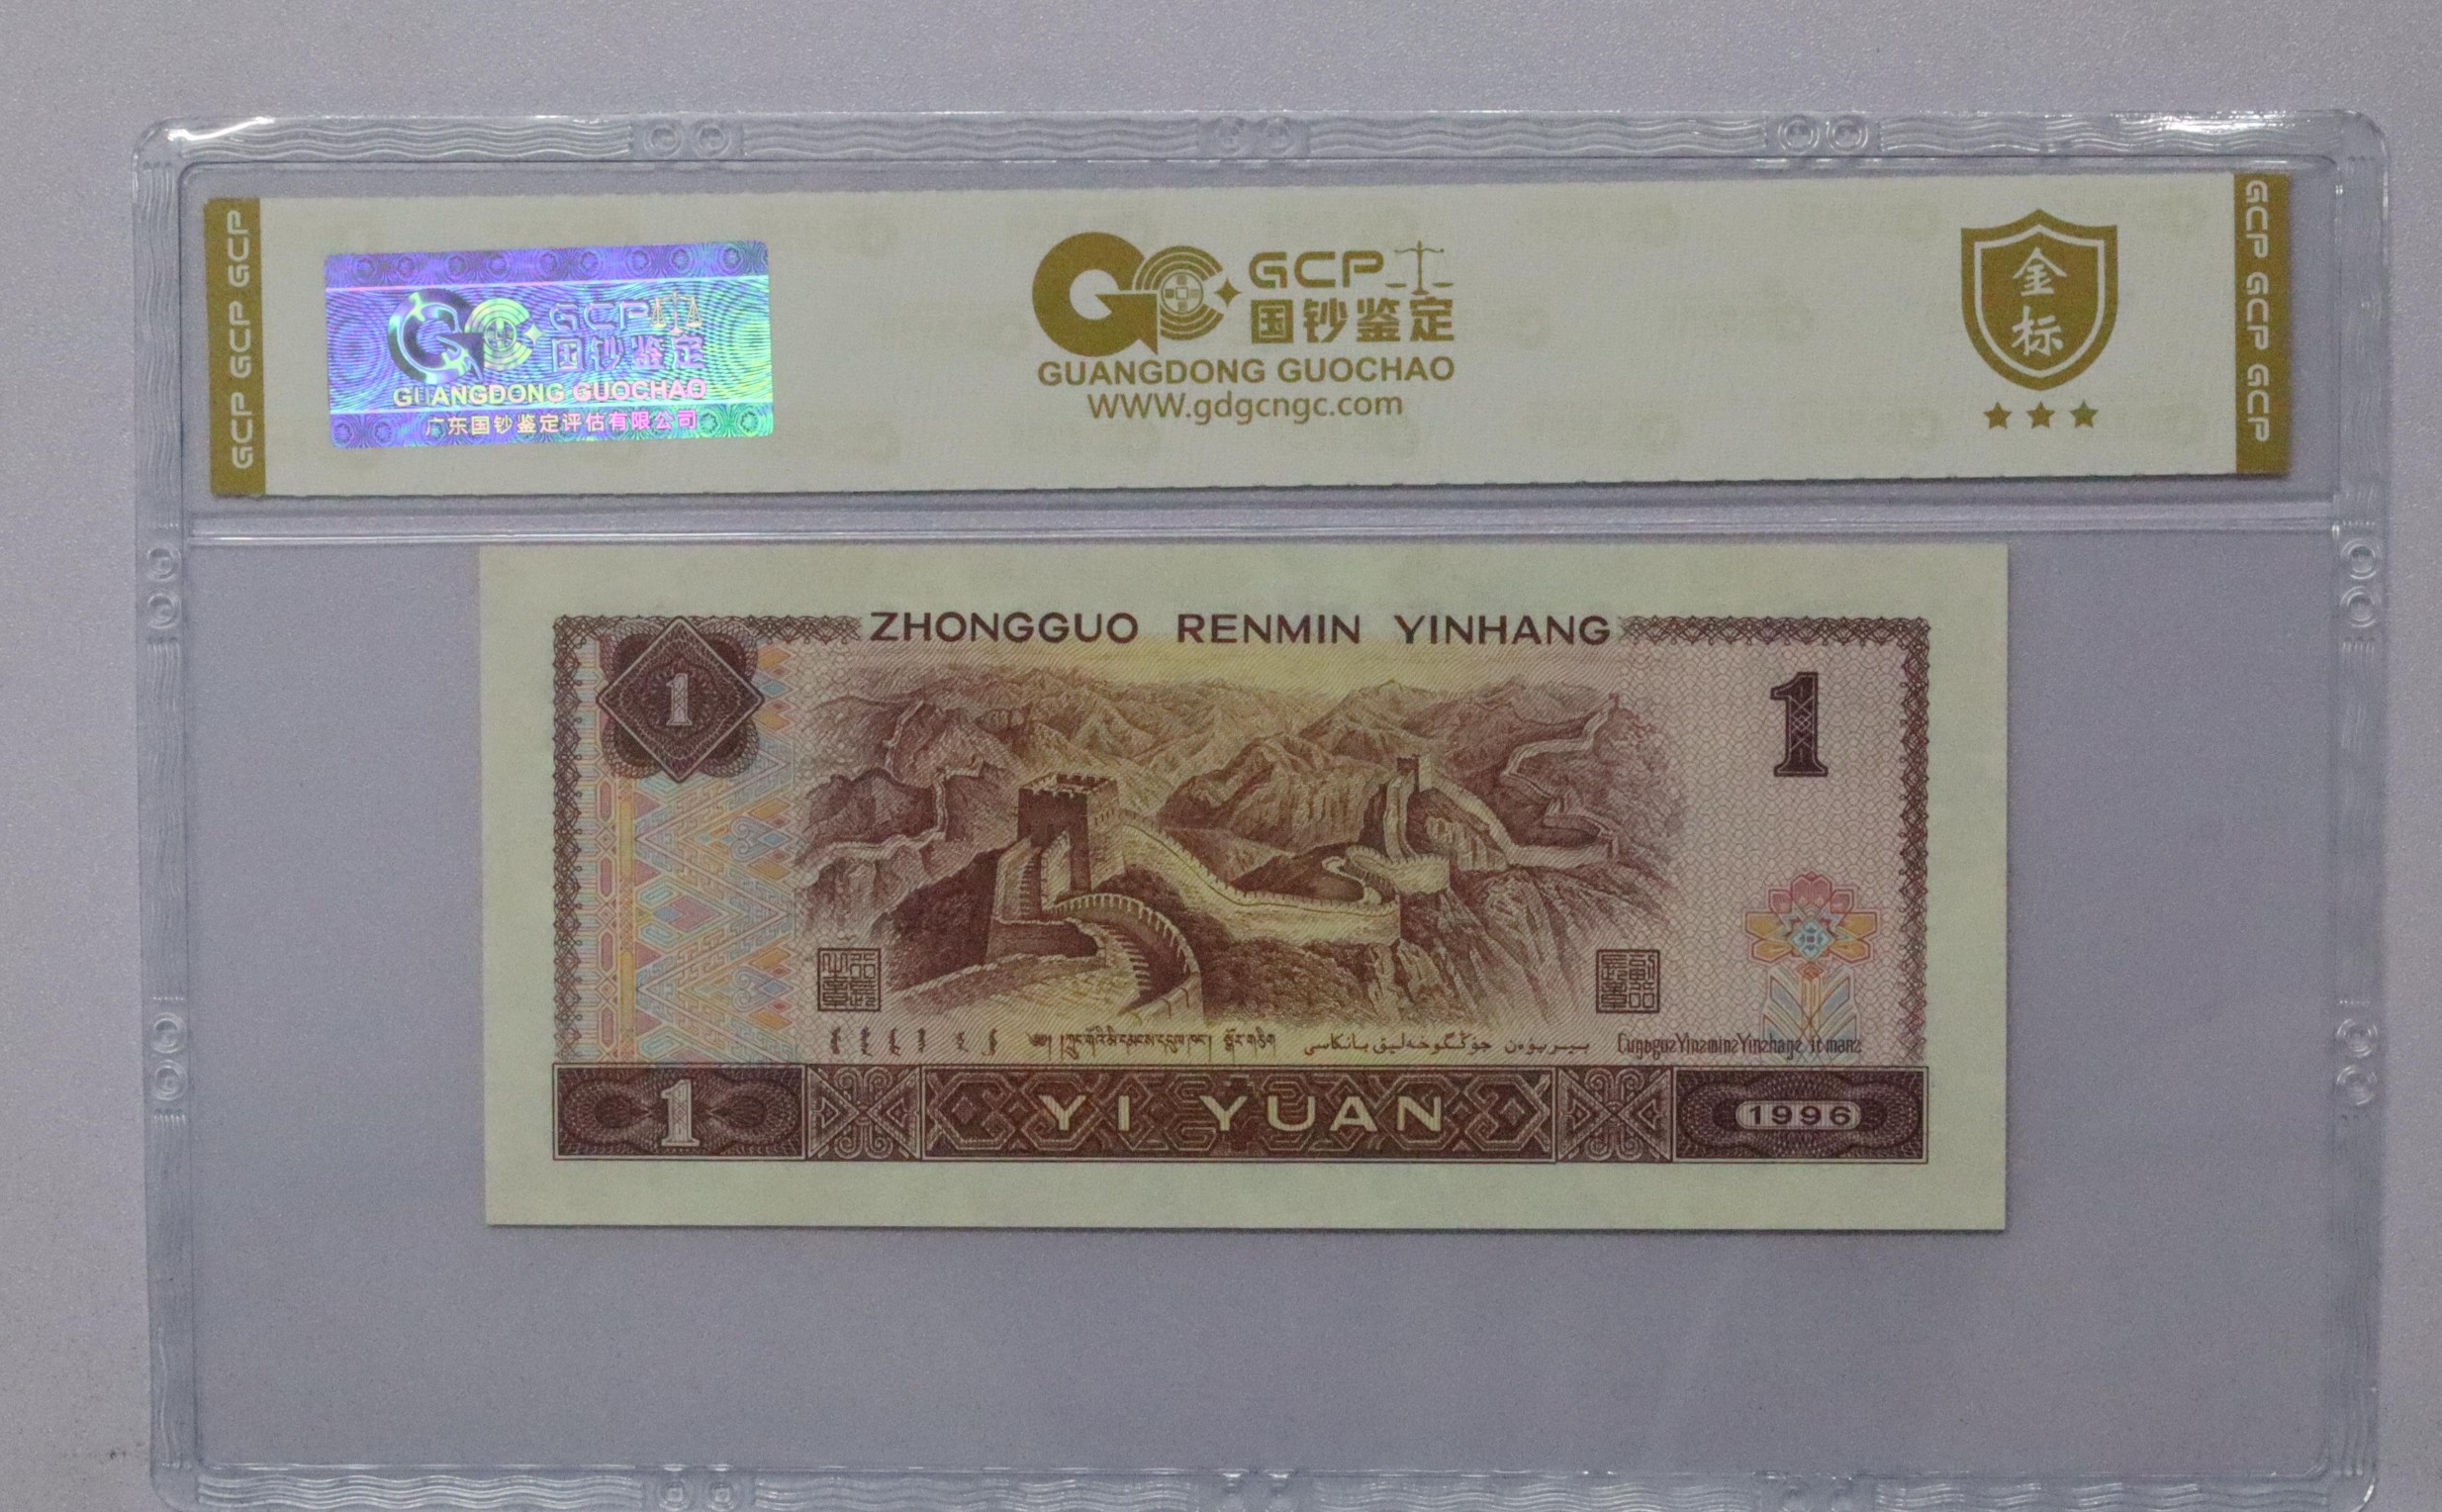 GCP GCP GCP
GCP
国钞鉴定
GUANGDONG GUOCHAO
广东国钞鉴定评估有限公司
GCP
国钞鉴定
GUANGDONG GUOCHAO
WWW.gdgcngc.com
金
标
GCP GCP GCP
ZHONGGUO RENMIN YINHANG
1
1
1
YI YUAN
1996